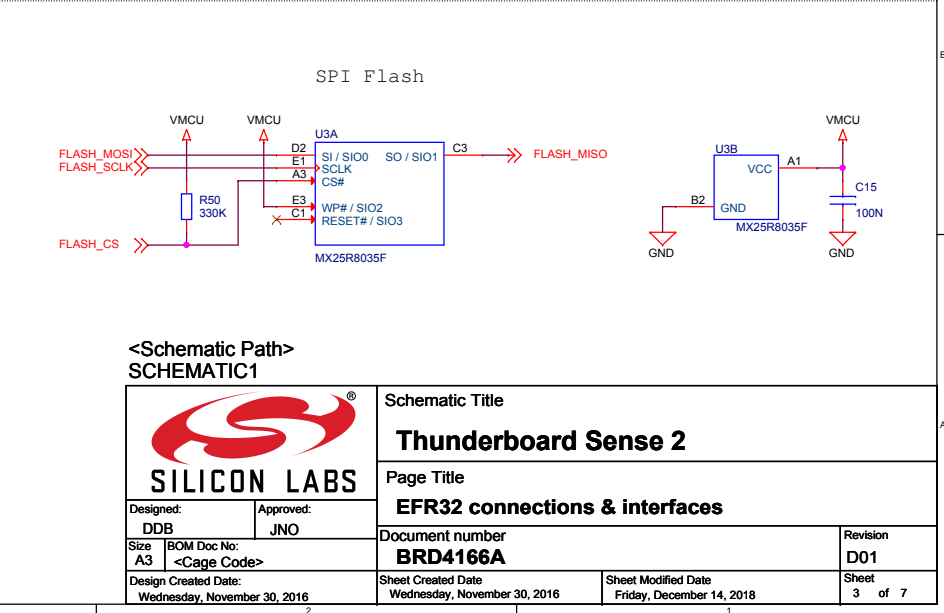 B
SPI Flash
VMCU
VMCU
VMCU
U3A
FLASH_MOSI
D2
SI / SIO0
SO / SIO1
C3
FLASH_MISO
FLASH_SCLK
E1
SCLK
A3
CS#
R50
330K
E3
WP# / SIO2
C1
RESET# / SIO3
FLASH_CS
MX25R8035F
U3B
VCC
A1
C15
100N
B2
GND
MX25R8035F
GND
GND
<Schematic Path>
SCHEMATIC1
®
SILICON LABS
Schematic Title
Thunderboard Sense 2
Page Title
EFR32 connections & interfaces
A
Designed:
DDB
Approved:
JNO
Document number
BRD4166A
Revision
D01
Size
A3
BOM Doc No:
<Cage Code>
Design Created Date:
Wednesday, November 30, 2016
Sheet Created Date
Wednesday, November 30, 2016
Sheet Modified Date
Friday, December 14, 2018
Sheet
3 of 7
2
1